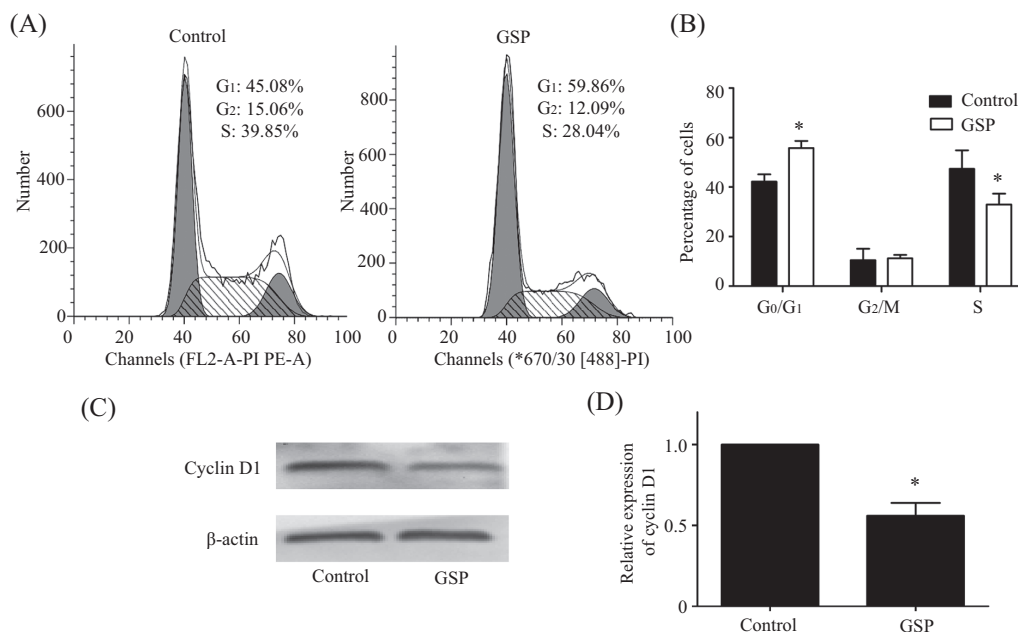 (A)
Control
G1: 45.08%
G2: 15.06%
S: 39.85%
Number
600
400
200
0
0 20 40 60 80 100
Channels (FL2-A-PI PE-A)
GSP
G1: 59.86%
G2: 12.09%
S: 28.04%
Number
800
600
400
200
0
0 20 40 60 80 100
Channels (*670/30 [488]-PI)
(B)
Percentage of cells
80
60
40
20
0
Control
GSP
*
*
G0/G1 G2/M S
(C)
Cyclin D1
β-actin
Control GSP
(D)
Relative expression
of cyclin D1
1.0
0.5
0
*
Control GSP